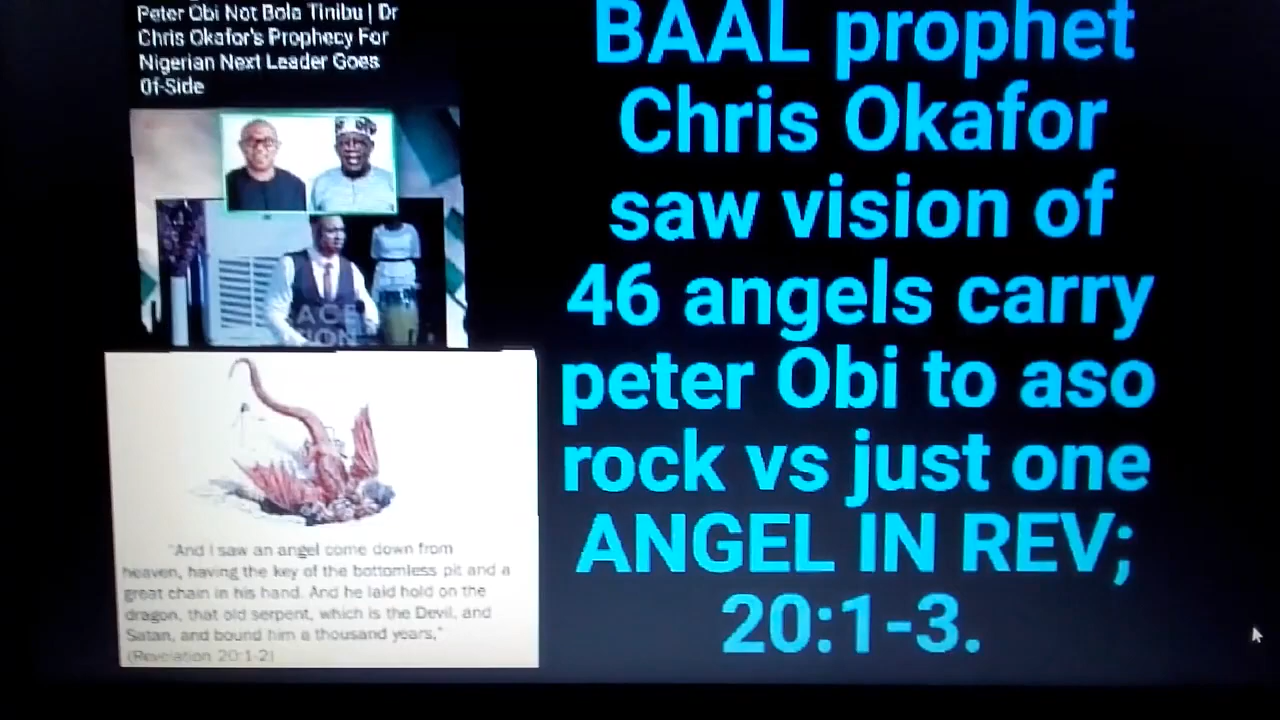 Peter Obi Not Bola Tinibu | Dr
Chris Okafor's Prophecy For
Nigerian Next Leader Goes
Of-Side
BAAL prophet
Chris Okafor
saw vision of
46 angels carry
peter Obi to aso
rock vs just one
ANGEL IN REV;
20:1-3.
"And I saw an angel come down from
heaven, having the key of the bottomless pit and a
great chain in his hand. And he laid hold on the
dragon, that old serpent, which is the Devil, and
Satan, and bound him a thousand years,"
(Revelation 20:1-2)